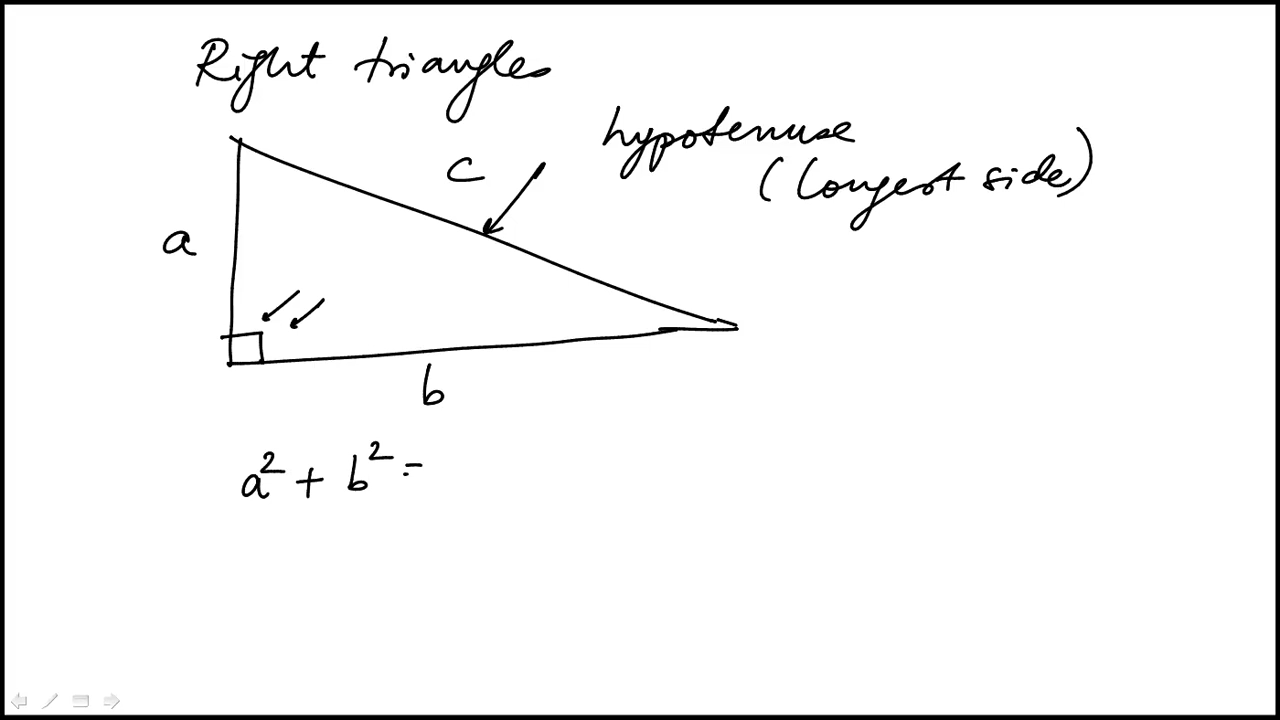 Right triangles
hypotenuse
(longest side)
c
a
b
a² + b² =